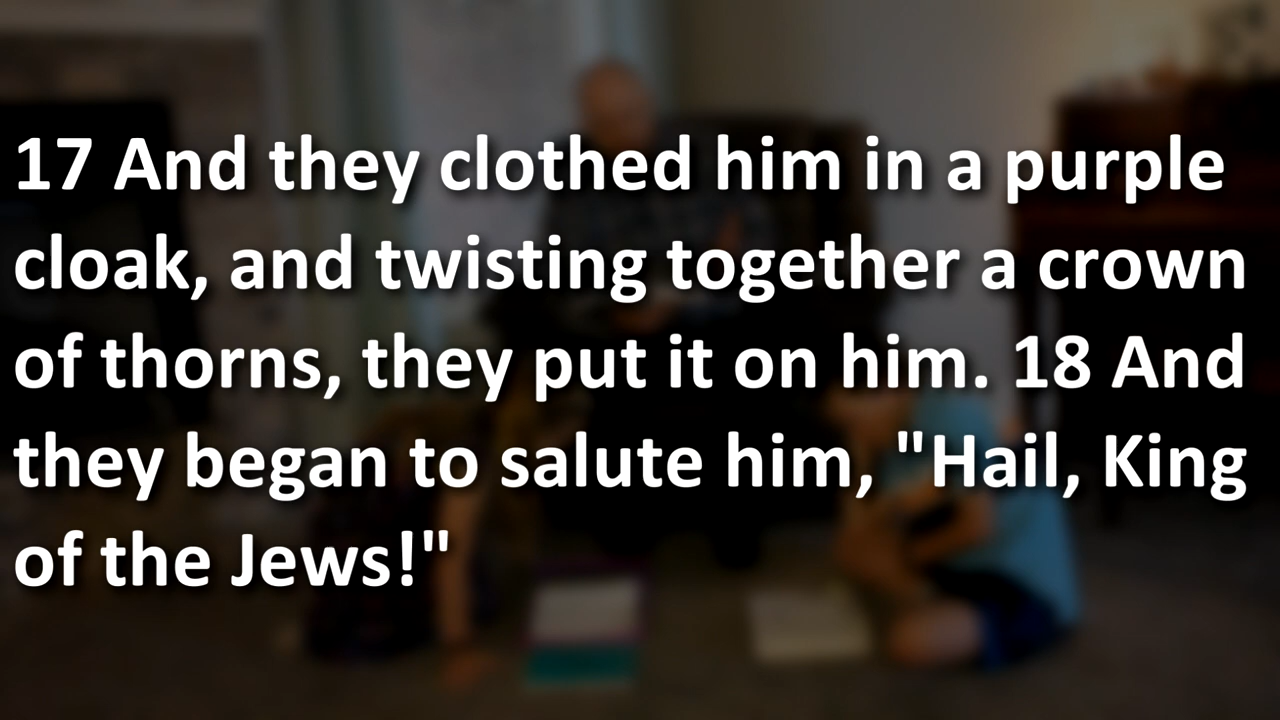 17 And they clothed him in a purple
cloak, and twisting together a crown
of thorns, they put it on him. 18 And
they began to salute him, "Hail, King
of the Jews!"